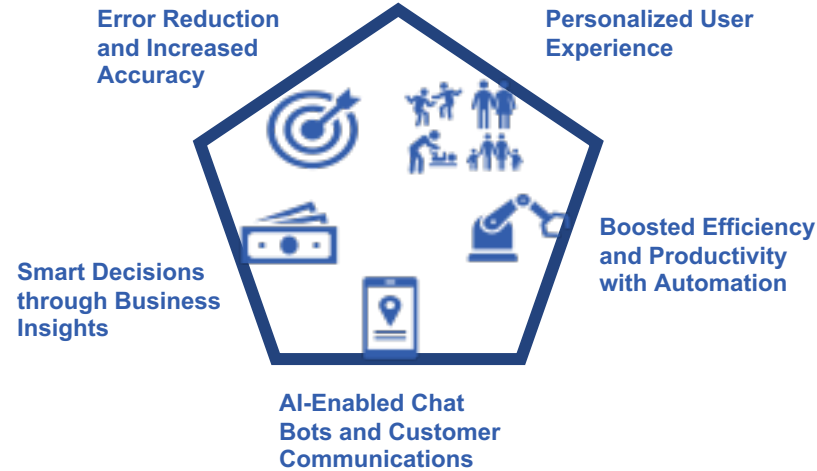 Error Reduction
and Increased
Accuracy
Personalized User
Experience
Boosted Efficiency
and Productivity
with Automation
Smart Decisions
through Business
Insights
AI-Enabled Chat
Bots and Customer
Communications